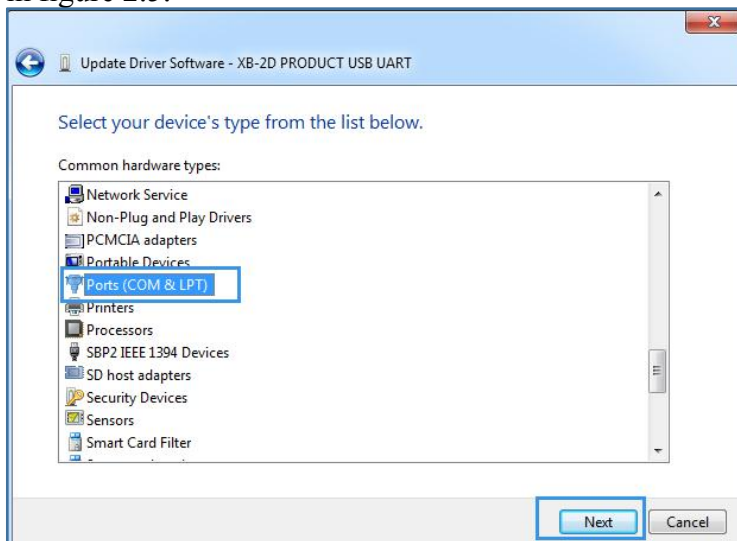 in figure 2.5.
Update Driver Software - XB-2D PRODUCT USB UART
Select your device's type from the list below.
Common hardware types:
Network Service
Non-Plug and Play Drivers
PCMCIA adapters
Portable Devices
Ports (COM & LPT)
Printers
Processors
SBP2 IEEE 1394 Devices
SD host adapters
Security Devices
Sensors
Smart Card Filter
Next Cancel